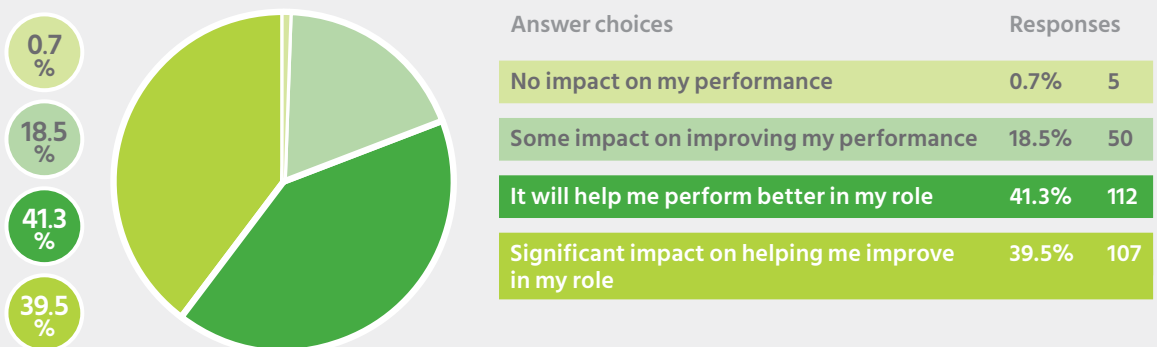 0.7
%
18.5
%
41.3
%
39.5
%
Answer choices Responses
No impact on my performance 0.7% 5
Some impact on improving my performance 18.5% 50
It will help me perform better in my role 41.3% 112
Significant impact on helping me improve 39.5% 107
in my role